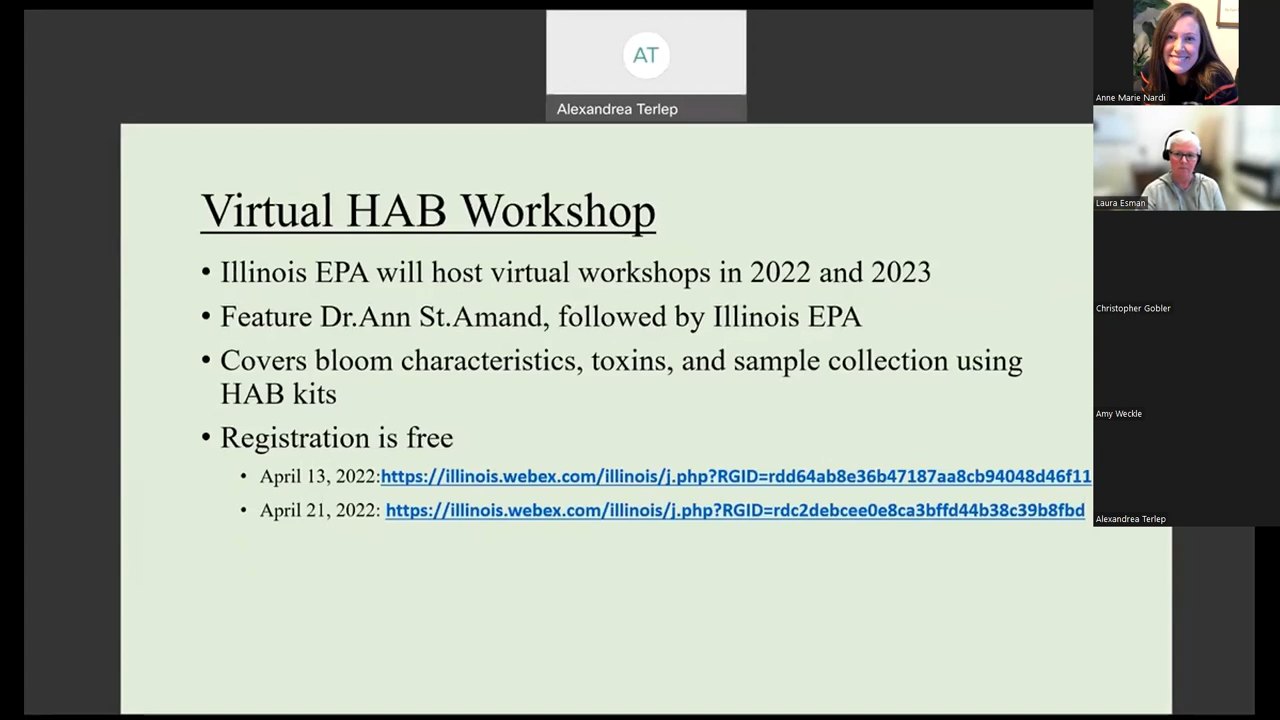 AT
Alexandrea Terlep
Virtual HAB Workshop
• Illinois EPA will host virtual workshops in 2022 and 2023
• Feature Dr.Ann St.Amand, followed by Illinois EPA
• Covers bloom characteristics, toxins, and sample collection using
HAB kits
• Registration is free
• April 13, 2022:https://illinois.webex.com/illinois/j.php?RGID=rdd64ab8e36b47187aa8cb94048d46f11
• April 21, 2022: https://illinois.webex.com/illinois/j.php?RGID=rdc2debcee0e8ca3bffd44b38c39b8fbd
Anne Marie Nardi
Laura Esman
Christopher Gobler
Amy Weckle
Alexandrea Terlep